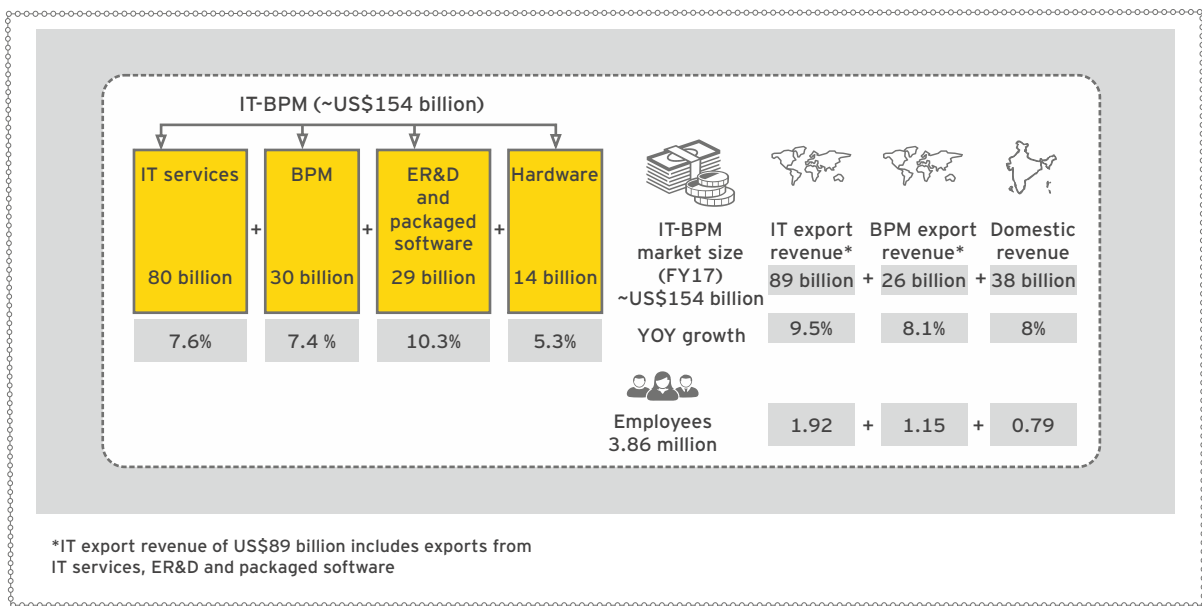 IT-BPM (~US$154 billion)
IT services
80 billion
7.6%
+
BPM
30 billion
7.4 %
+
ER&D
and
packaged
software
29 billion
10.3%
+
Hardware
14 billion
5.3%
IT-BPM
market size
(FY17)
~US$154 billion
IT export
revenue*
89 billion
+
BPM export
revenue*
26 billion
+
Domestic
revenue
38 billion
YOY growth
9.5%
8.1%
8%
Employees
3.86 million
1.92
+
1.15
+
0.79
*IT export revenue of US$89 billion includes exports from
IT services, ER&D and packaged software